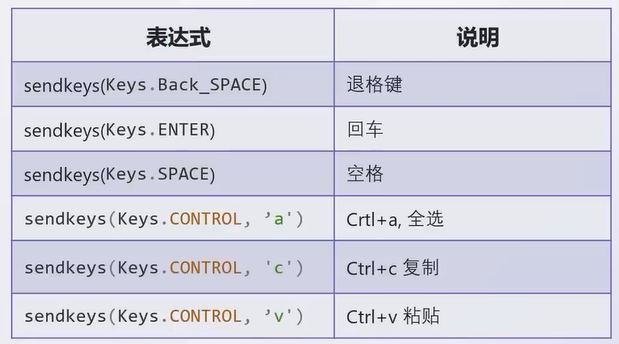 表达式 说明
sendkeys(Keys.Back_SPACE) 退格键
sendkeys(Keys.ENTER) 回车
sendkeys(Keys.SPACE) 空格
sendkeys(Keys.CONTROL, ’a') Crtl+a, 全选
sendkeys(Keys.CONTROL, 'c') Ctrl+c 复制
sendkeys(Keys.CONTROL, ’v') Ctrl+v 粘贴